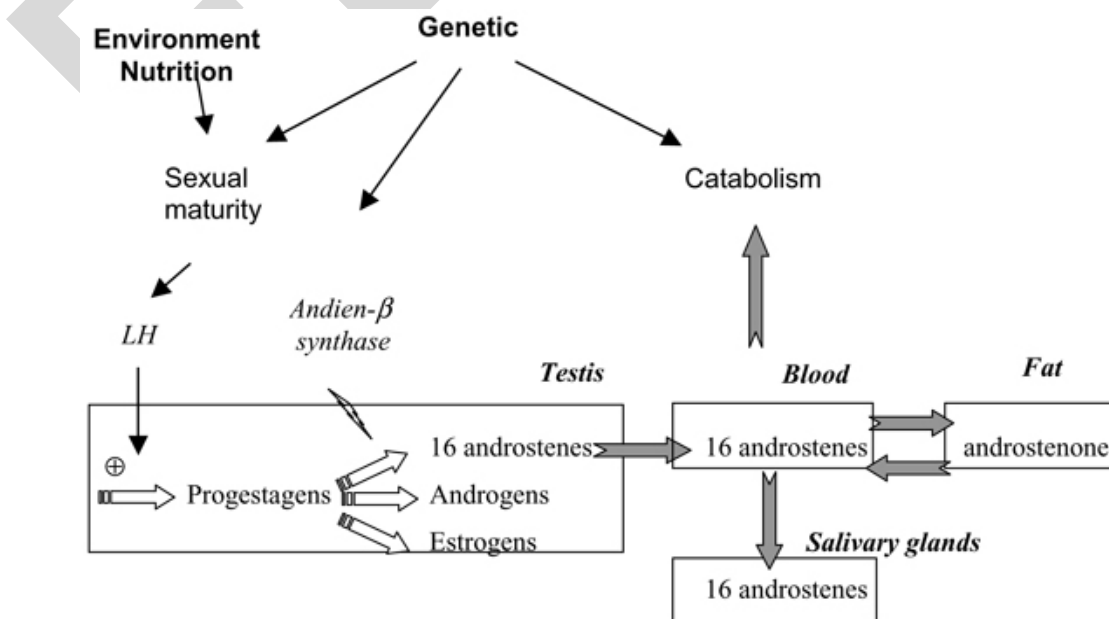 Environment
Nutrition
Genetic
Sexual
maturity
Catabolism
LH
Andien-β
synthase
Testis
Blood
Fat
16 androstenes
16 androstenes
androstenone
⊕
Progestagens
Androgens
Estrogens
Salivary glands
16 androstenes